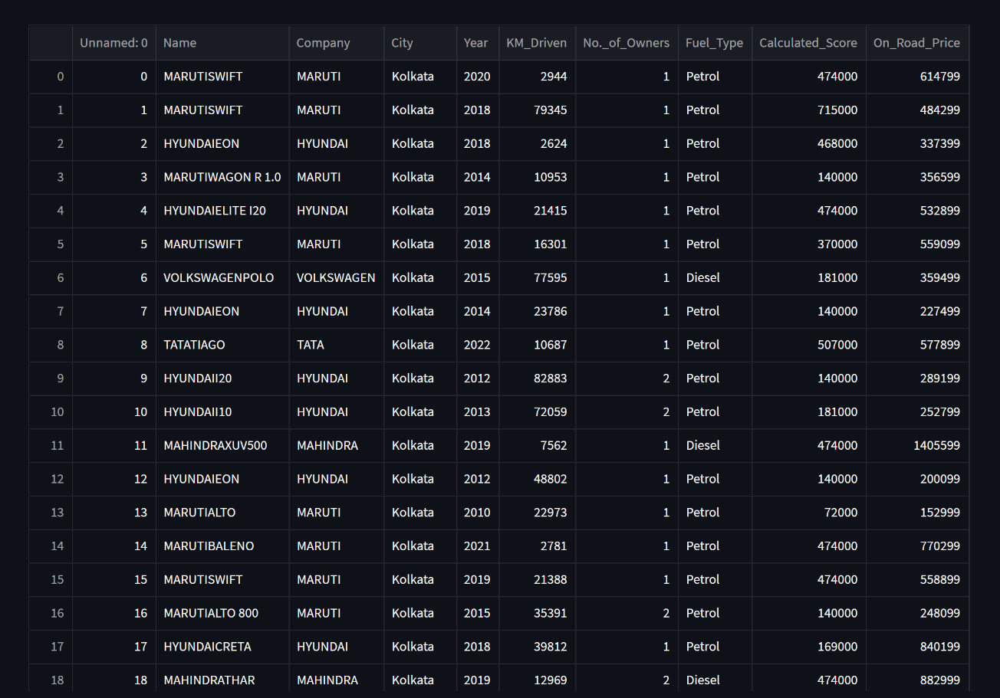 Unnamed: 0 Name Company City Year KM_Driven No._of_Owners Fuel_Type Calculated_Score On_Road_Price
0 0 MARUTISWIFT MARUTI Kolkata 2020 2944 1 Petrol 474000 614799
1 1 MARUTISWIFT MARUTI Kolkata 2018 79345 1 Petrol 715000 484299
2 2 HYUNDAIEON HYUNDAI Kolkata 2018 2624 1 Petrol 468000 337399
3 3 MARUTIWAGON R 1.0 MARUTI Kolkata 2014 10953 1 Petrol 140000 356599
4 4 HYUNDAIELITE I20 HYUNDAI Kolkata 2019 21415 1 Petrol 474000 532899
5 5 MARUTISWIFT MARUTI Kolkata 2018 16301 1 Petrol 370000 559099
6 6 VOLKSWAGENPOLO VOLKSWAGEN Kolkata 2015 77595 1 Diesel 181000 359499
7 7 HYUNDAIEON HYUNDAI Kolkata 2014 23786 1 Petrol 140000 227499
8 8 TATATIAGO TATA Kolkata 2022 10687 1 Petrol 507000 577899
9 9 HYUNDAII20 HYUNDAI Kolkata 2012 82883 2 Petrol 140000 289199
10 10 HYUNDAII10 HYUNDAI Kolkata 2013 72059 2 Petrol 181000 252799
11 11 MAHINDRAXUV500 MAHINDRA Kolkata 2019 7562 1 Diesel 474000 1405599
12 12 HYUNDAIEON HYUNDAI Kolkata 2012 48802 1 Petrol 140000 200099
13 13 MARUTIALTO MARUTI Kolkata 2010 22973 1 Petrol 72000 152999
14 14 MARUTIBALENO MARUTI Kolkata 2021 2781 1 Petrol 474000 770299
15 15 MARUTISWIFT MARUTI Kolkata 2019 21388 1 Petrol 474000 558899
16 16 MARUTIALTO 800 MARUTI Kolkata 2015 35391 2 Petrol 140000 248099
17 17 HYUNDAICRETA HYUNDAI Kolkata 2018 39812 1 Petrol 169000 840199
18 18 MAHINDRATHAR MAHINDRA Kolkata 2019 12969 2 Diesel 474000 882999